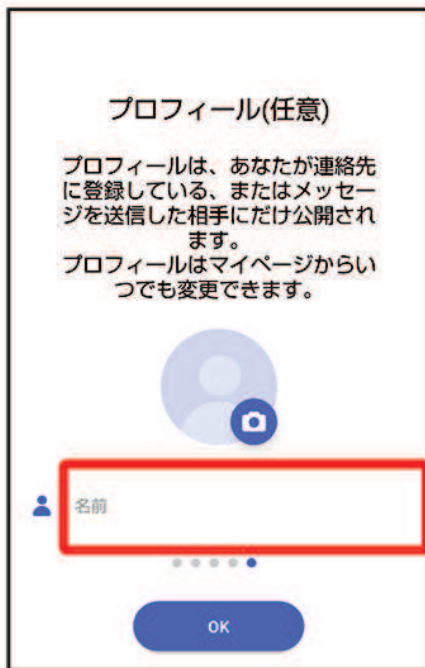 プロフィール(任意)
プロフィールは、あなたが連絡先
に登録している、またはメッセー
ジを送信した相手にだけ公開され
ます。
プロフィールはマイページからい
つでも変更できます。
名前
OK